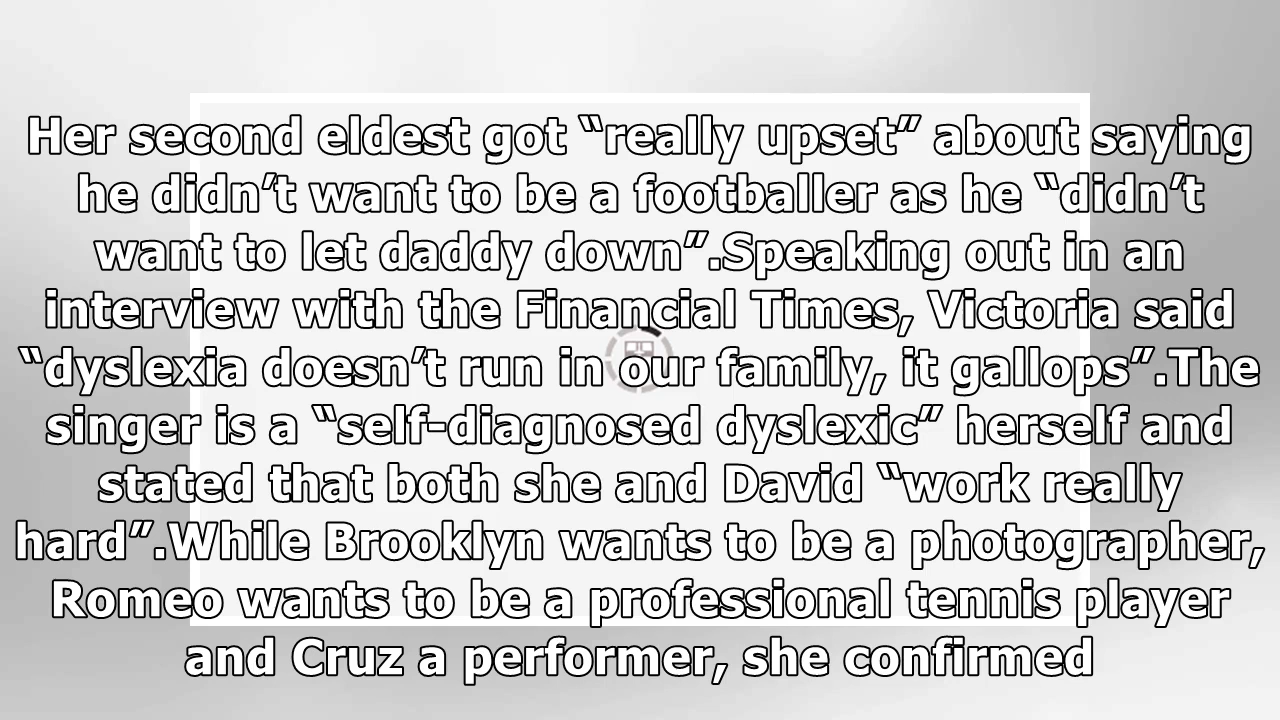 Her second eldest got “really upset” about saying
he didn’t want to be a footballer as he “didn’t
want to let daddy down”.Speaking out in an
interview with the Financial Times, Victoria said
“dyslexia doesn’t run in our family, it gallops”.The
singer is a “self-diagnosed dyslexic” herself and
stated that both she and David “work really
hard”.While Brooklyn wants to be a photographer,
Romeo wants to be a professional tennis player
and Cruz a performer, she confirmed